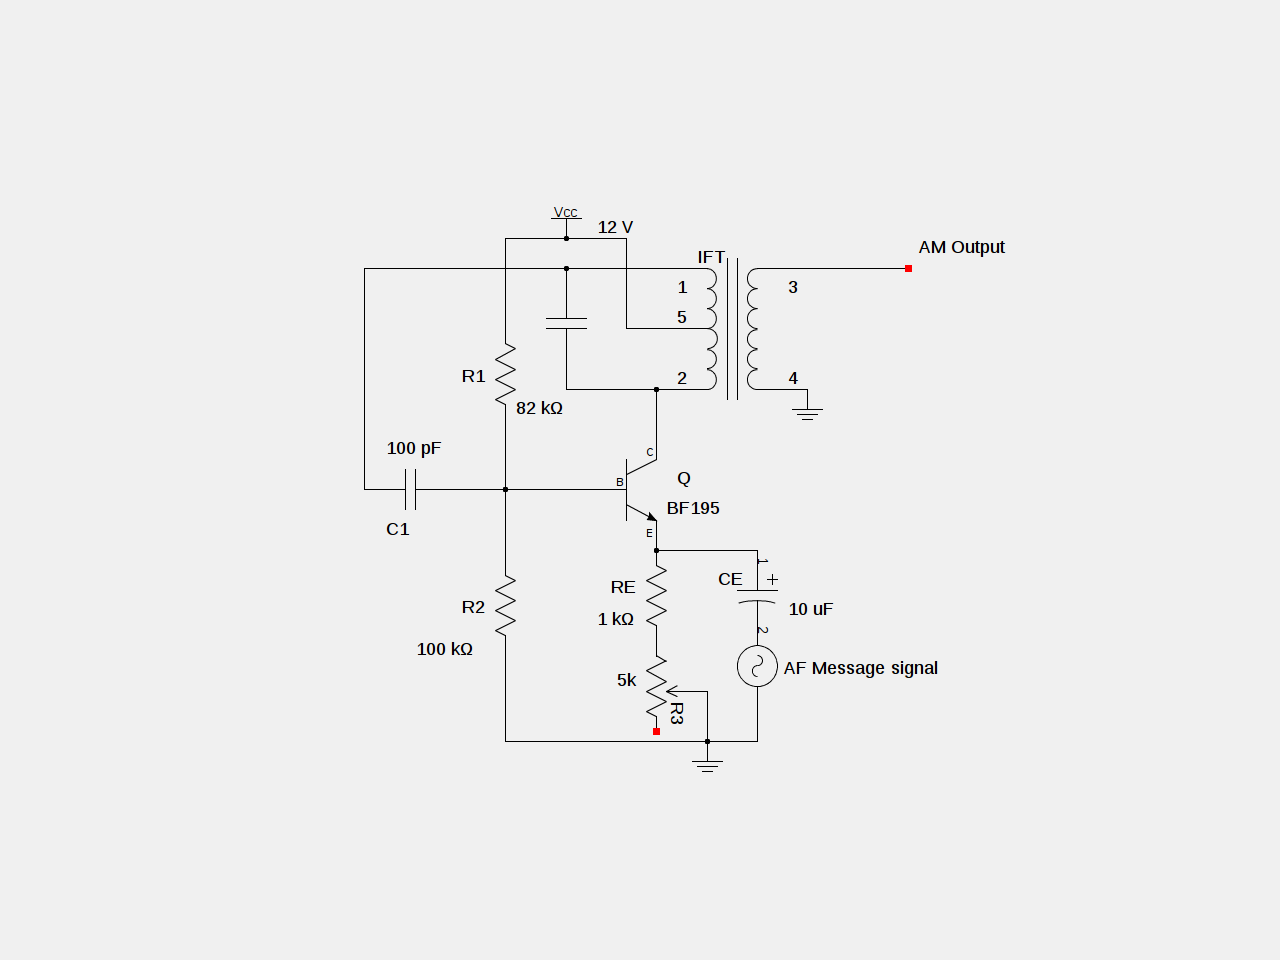 Vcc
12 V
AM Output
IFT
1
3
5
2
4
R1
82 kΩ
100 pF
C
B
Q
BF195
C1
E
1
CE
+
RE
10 uF
R2
1 kΩ
2
100 kΩ
AF Message signal
5k
R3